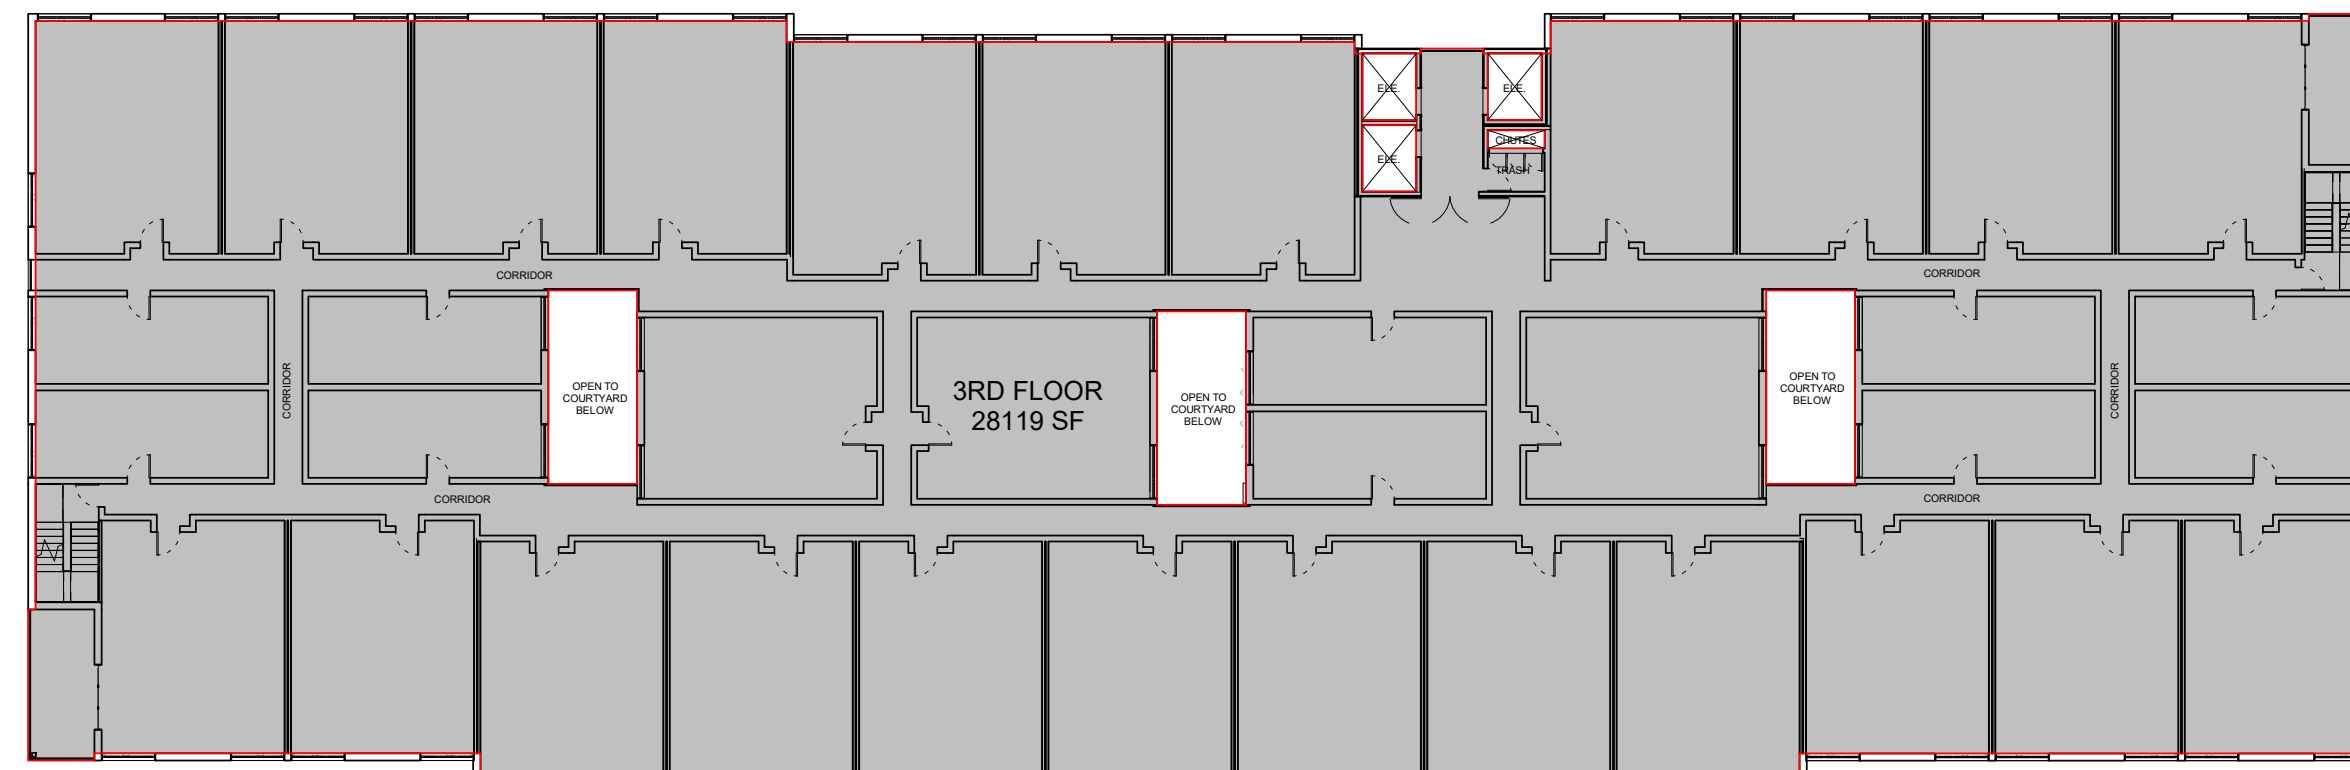 ELE.
ELE.
CHUTES
ELE.
TRASH
CORRIDOR
CORRIDOR
CORRIDOR
OPEN TO
COURTYARD
BELOW
3RD FLOOR
28119 SF
OPEN TO
COURTYARD
BELOW
OPEN TO
COURTYARD
BELOW
CORRIDOR
CORRIDOR
CORRIDOR